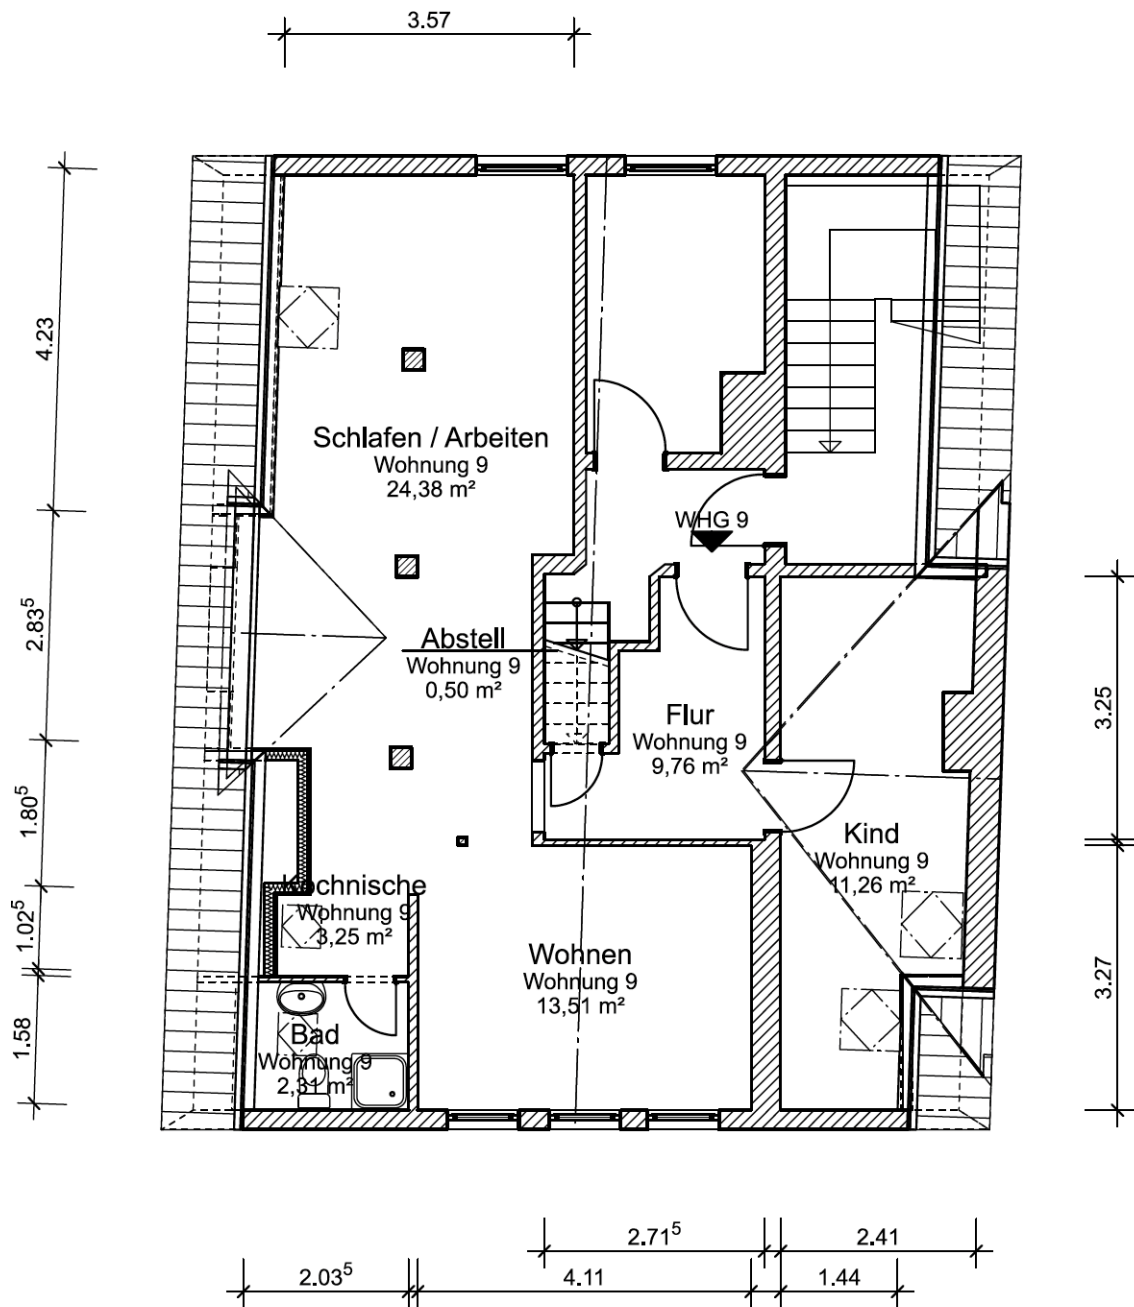 3.57
4.23
Schlafen / Arbeiten
Wohnung 9
24,38 m²
WHG 9
2.83⁵
Abstell
Wohnung 9
0,50 m²
Flur
Wohnung 9
9,76 m²
3.25
1.80⁵
Kind
Wohnung 9
11,26 m²
Kochnische
Wohnung 9
3,25 m²
1.02⁵
Wohnen
Wohnung 9
13,51 m²
3.27
1.58
Bad
Wohnung 9
2,31 m²
2.71⁵
2.41
2.03⁵
4.11
1.44